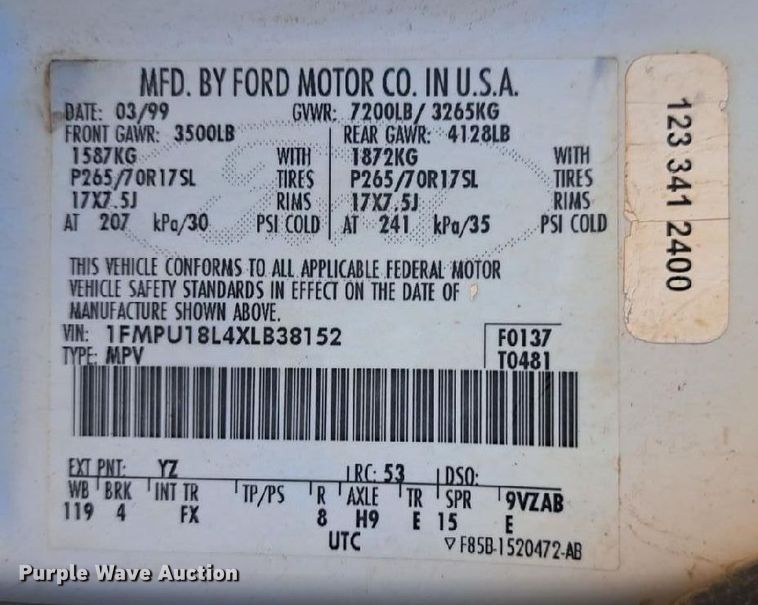 MFD. BY FORD MOTOR CO. IN U.S.A.
DATE: 03/99 GVWR: 7200LB/ 3265KG
FRONT GAWR: 3500LB REAR GAWR: 4128LB
1587KG WITH 1872KG WITH
P265/70R17SL TIRES P265/70R17SL TIRES
17X7.5J RIMS 17X7.5J RIMS
AT 207 kPa/30 PSI COLD AT 241 kPa/35 PSI COLD
THIS VEHICLE CONFORMS TO ALL APPLICABLE FEDERAL MOTOR
VEHICLE SAFETY STANDARDS IN EFFECT ON THE DATE OF
MANUFACTURE SHOWN ABOVE.
VIN: 1FMPU18L4XLB38152 F0137
TYPE: MPV T0481
EXT PNT: YZ RC: 53 DSO:
WB BRK INT TR TP/PS R AXLE TR SPR 9VZAB
119 4 FX 8 H9 E 15 E
UTC ▽ F85B-1520472-AB
123 341 2400
Purple Wave Auction